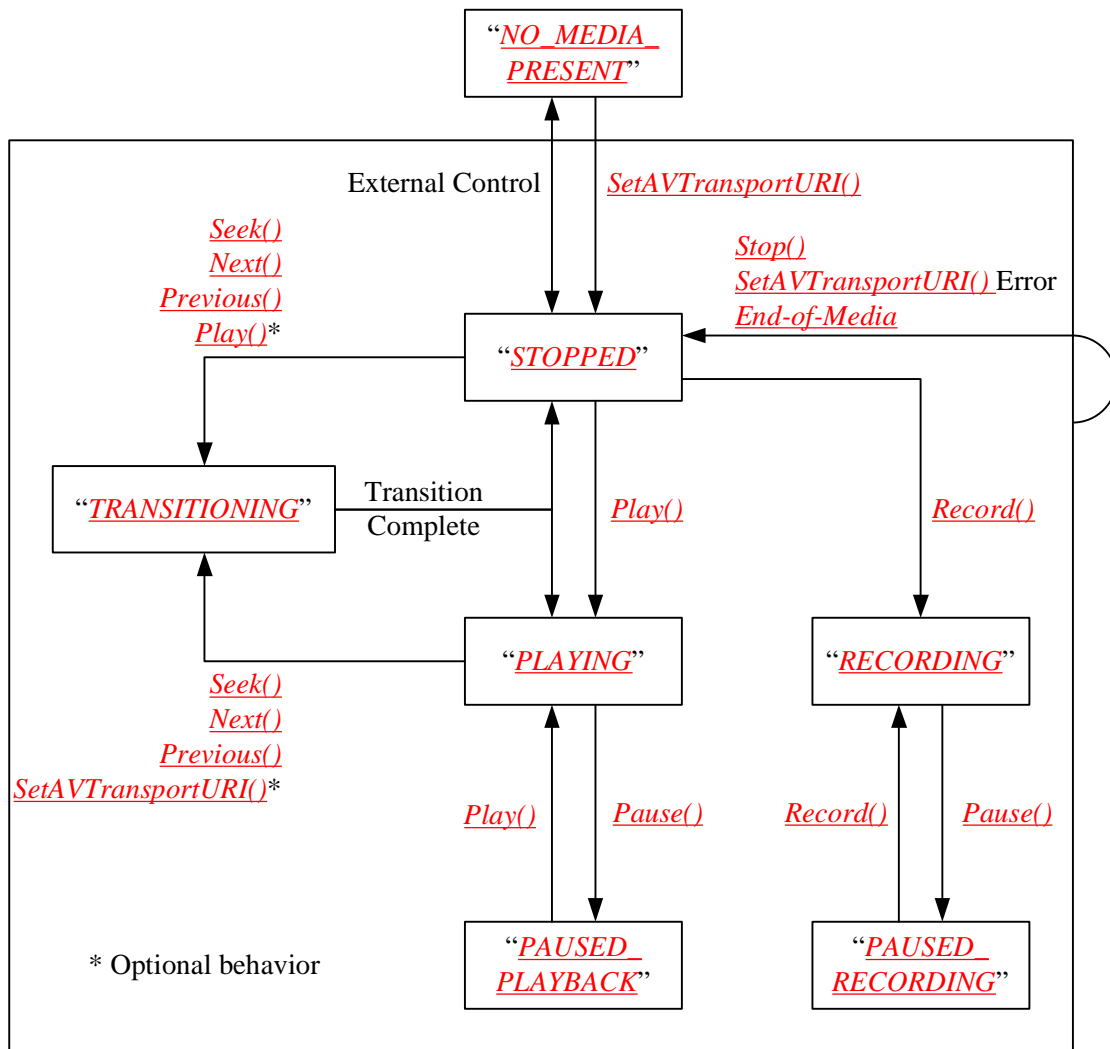 “NO_MEDIA_
PRESENT”
External Control
SetAVTransportURI()
Seek()
Next()
Previous()
Play()*
Stop()
SetAVTransportURI() Error
End-of-Media
“STOPPED”
“TRANSITIONING”
Transition
Complete
Play()
Record()
“PLAYING”
“RECORDING”
Seek()
Next()
Previous()
SetAVTransportURI()*
Play()
Pause()
Record()
Pause()
* Optional behavior
“PAUSED_
PLAYBACK”
“PAUSED_
RECORDING”